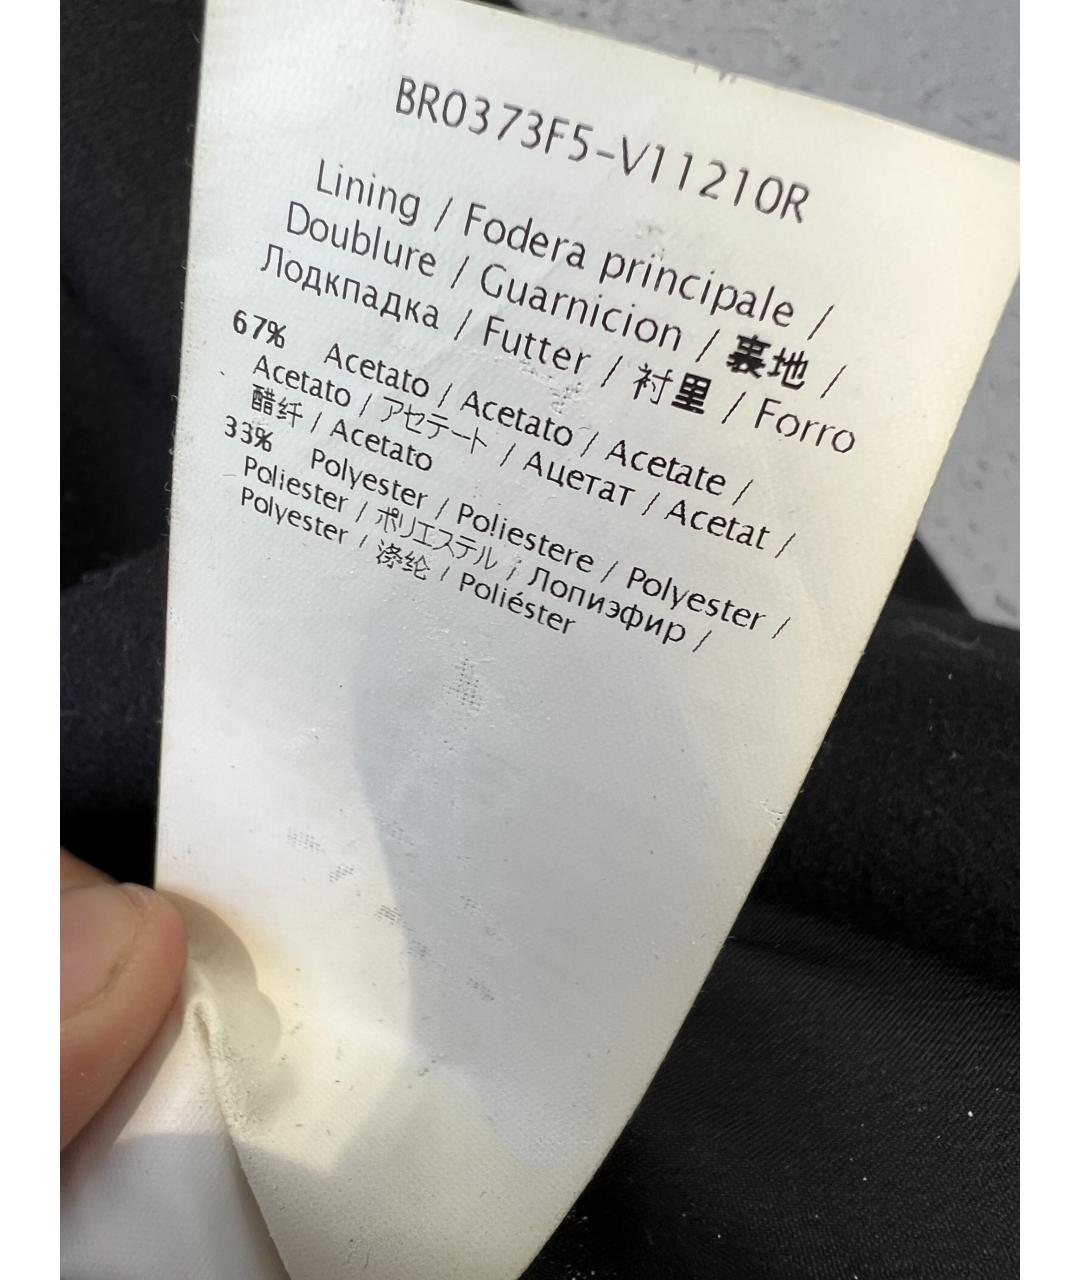 BR0373F5-V11210R
Lining / Fodera principale /
Doublure / Guarnicion / 裏地 /
Лодкпадка / Futter / 衬里 / Forro
67% Acetato / Acetato / Acetate /
Acetato / アセテート / Ацетат / Acetat /
醋纤 / Acetato
33% Polyester / Poliestere / Polyester /
Poliester / ポリエステル / Лопиэфир /
Polyester / 涤纶 / Poliéster